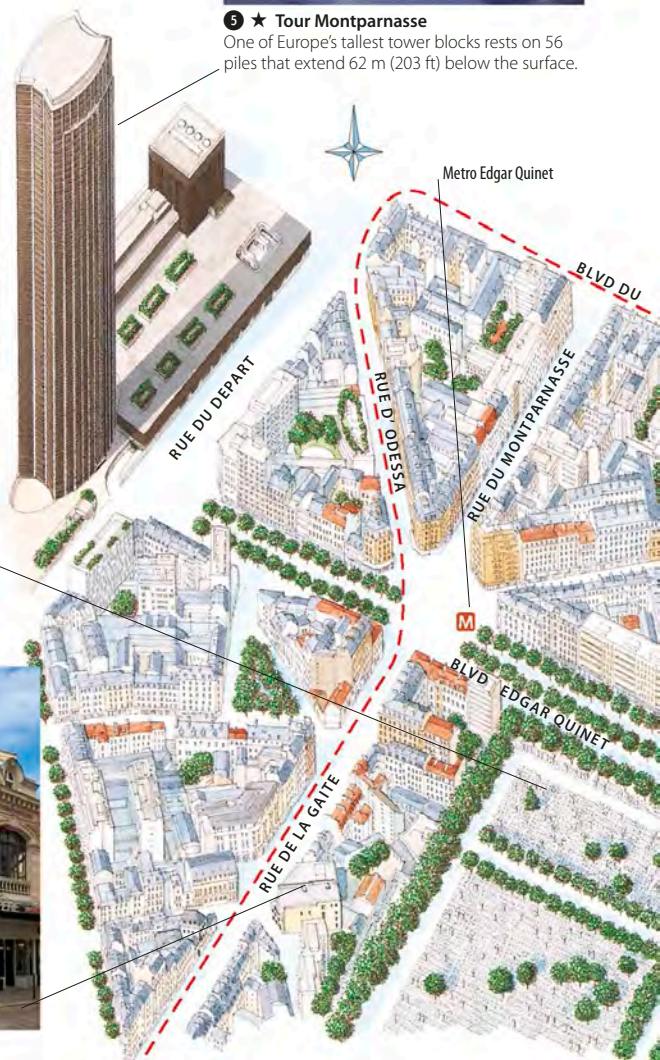 5 ★ Tour Montparnasse
One of Europe's tallest tower blocks rests on 56
piles that extend 62 m (203 ft) below the surface.
Metro Edgar Quinet
BLVD DU
RUE DU DEPART
RUE D' ODESSA
RUE DU MONTPARNASSE
M
BLVD EDGAR QUINET
RUE DE LA GAITE